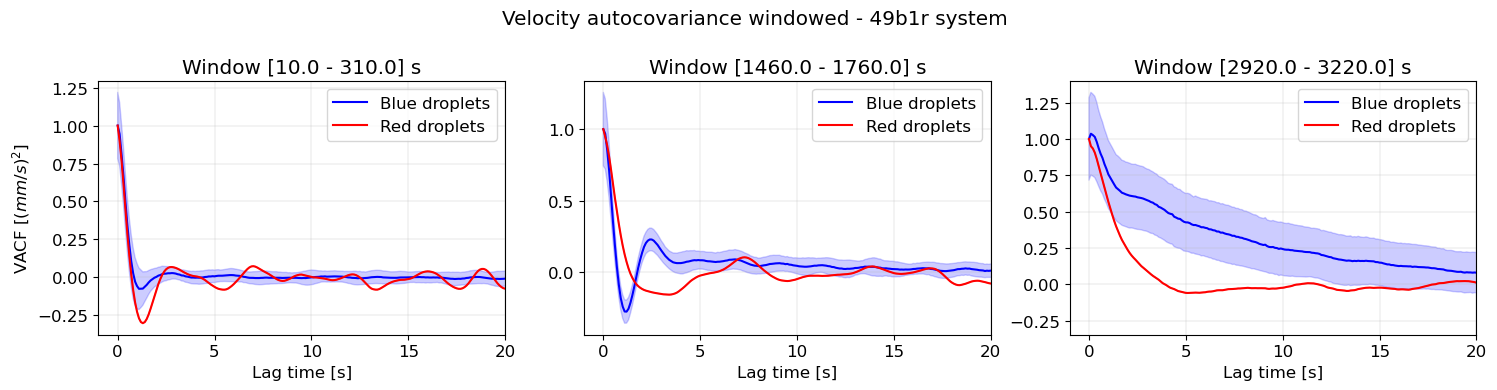 Velocity autocovariance windowed - 49b1r system
Window [10.0 - 310.0] s
Window [1460.0 - 1760.0] s
Window [2920.0 - 3220.0] s
VACF [(mm/s)²]
1.25
1.00
0.75
0.50
0.25
0.00
−0.25
Blue droplets
Red droplets
0 5 10 15 20
Lag time [s]
1.0
0.5
0.0
Blue droplets
Red droplets
0 5 10 15 20
Lag time [s]
1.25
1.00
0.75
0.50
0.25
0.00
−0.25
Blue droplets
Red droplets
0 5 10 15 20
Lag time [s]